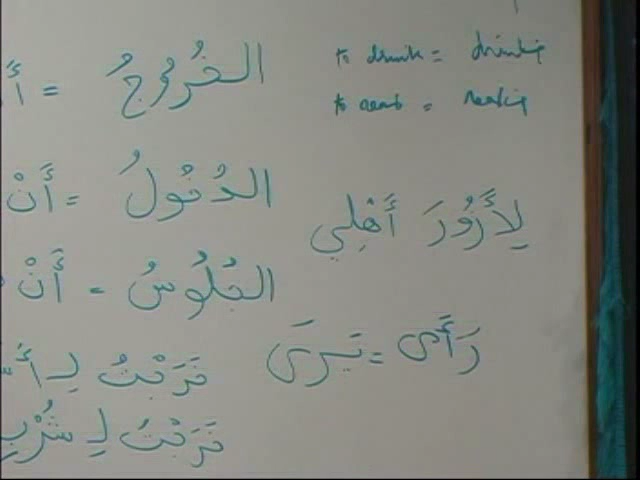 to drink = drinking
to read = reading
الخُرُوجُ = أَ
الدُخُولُ = أَنْ
لِأَزُورَ أَهْلِي
الجُلُوسُ = أَنْ
رَأَى = يَرَى
خَرَجْتُ لِأَ
خَرَجْتُ لِشُرْبِ